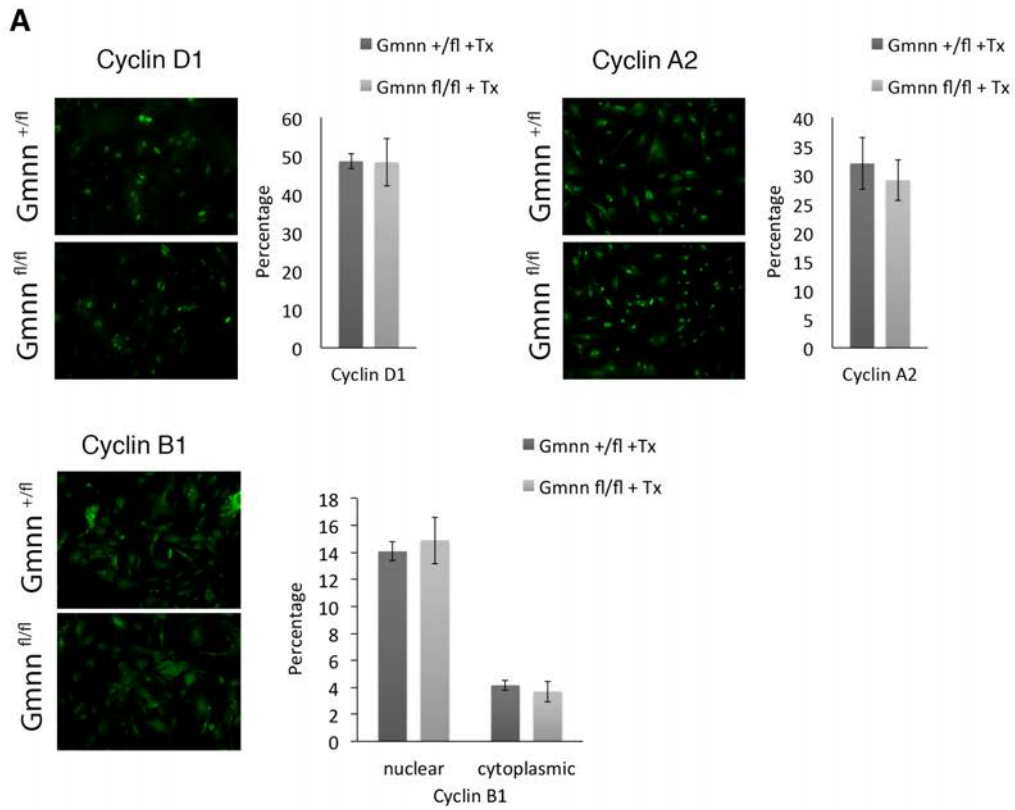 A
Cyclin D1
Gmnn +/fl
Gmnn fl/fl
Gmnn +/fl +Tx
Gmnn fl/fl + Tx
Percentage
60
50
40
30
20
10
0
Cyclin D1
Cyclin A2
Gmnn +/fl
Gmnn fl/fl
Gmnn +/fl +Tx
Gmnn fl/fl + Tx
Percentage
40
35
30
25
20
15
10
5
0
Cyclin A2
Cyclin B1
Gmnn +/fl
Gmnn fl/fl
Gmnn +/fl +Tx
Gmnn fl/fl + Tx
Percentage
18
16
14
12
10
8
6
4
2
0
nuclear cytoplasmic
Cyclin B1